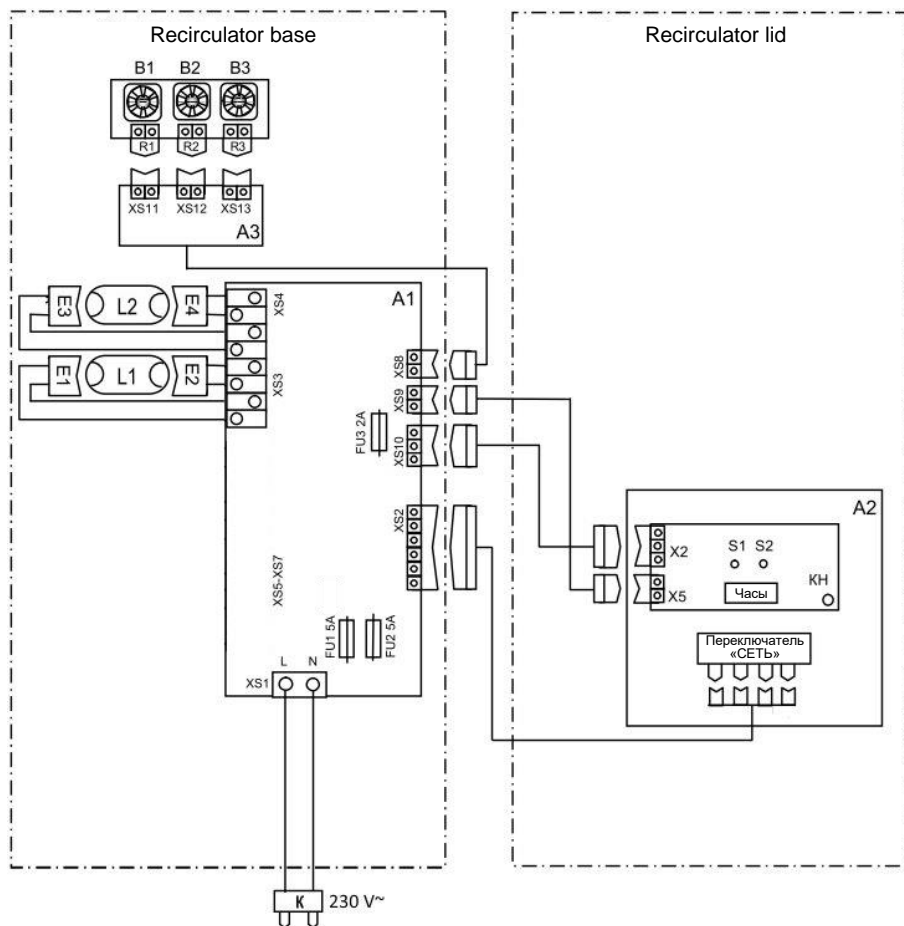 Recirculator base
Recirculator lid
B1 B2 B3
R1 R2 R3
XS11 XS12 XS13
A3
E3 L2 E4 XS4
A1
E1 L1 E2 XS3
XS8
XS9
FU3 2A
XS10
XS2
A2
X2
S1 S2
X5
Часы
КН
XS5-XS7
Переключатель
«СЕТЬ»
FU1 5A
FU2 5A
L N
XS1
K 230 V~